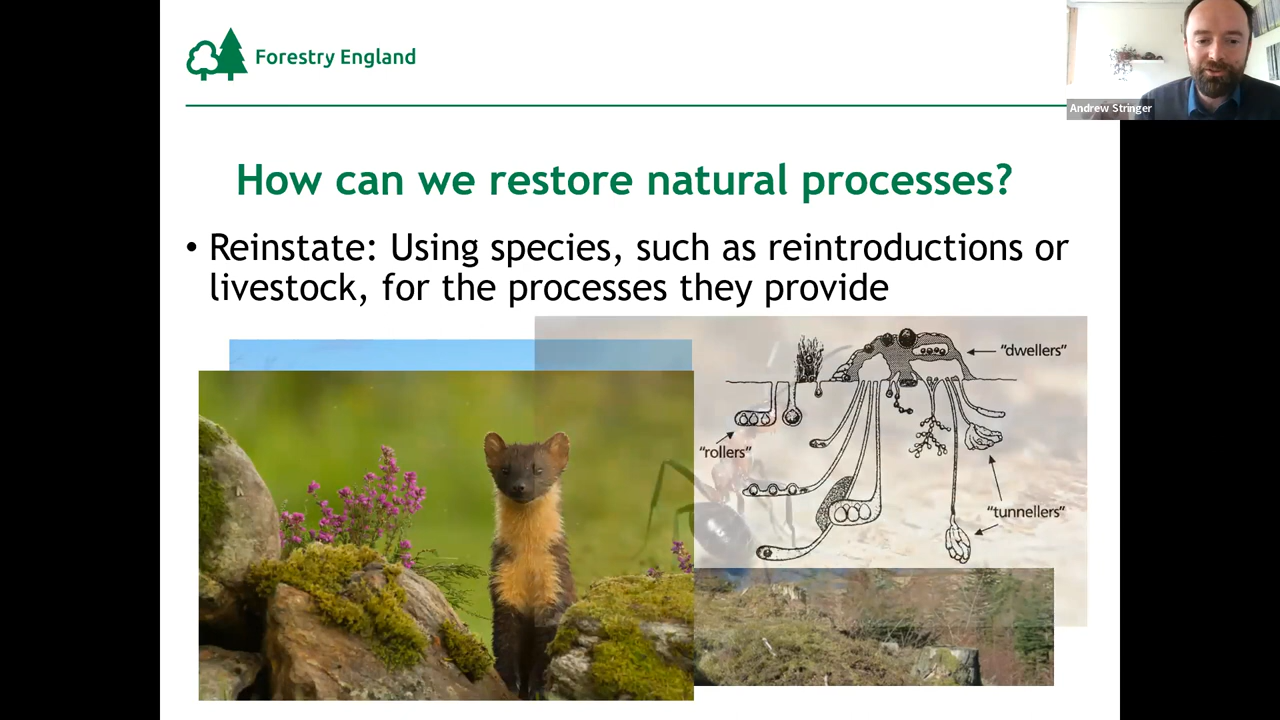 Forestry England
Andrew Stringer
How can we restore natural processes?
• Reinstate: Using species, such as reintroductions or
livestock, for the processes they provide
"dwellers"
"rollers"
"tunnellers"